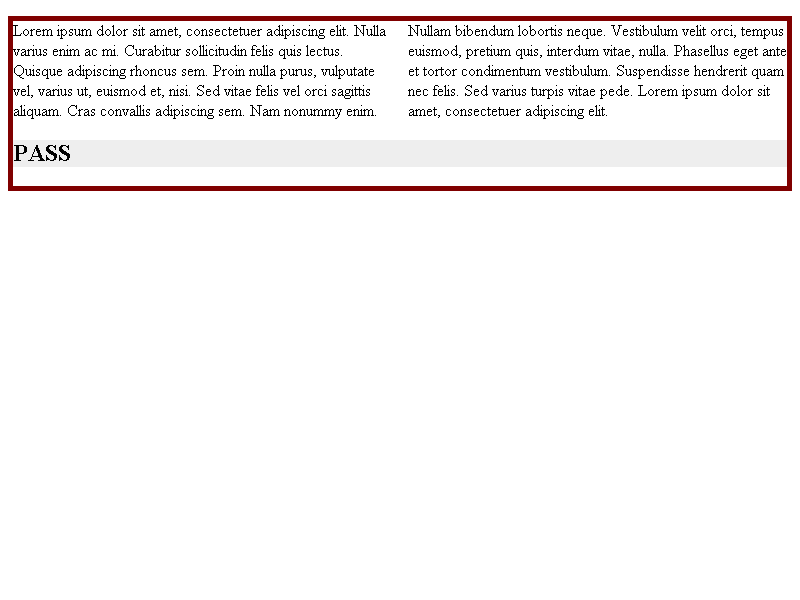 Lorem ipsum dolor sit amet, consectetuer adipiscing elit. Nulla
varius enim ac mi. Curabitur sollicitudin felis quis lectus.
Quisque adipiscing rhoncus sem. Proin nulla purus, vulputate
vel, varius ut, euismod et, nisi. Sed vitae felis vel orci sagittis
aliquam. Cras convallis adipiscing sem. Nam nonummy enim.
Nullam bibendum lobortis neque. Vestibulum velit orci, tempus
euismod, pretium quis, interdum vitae, nulla. Phasellus eget ante
et tortor condimentum vestibulum. Suspendisse hendrerit quam
nec felis. Sed varius turpis vitae pede. Lorem ipsum dolor sit
amet, consectetuer adipiscing elit.
PASS